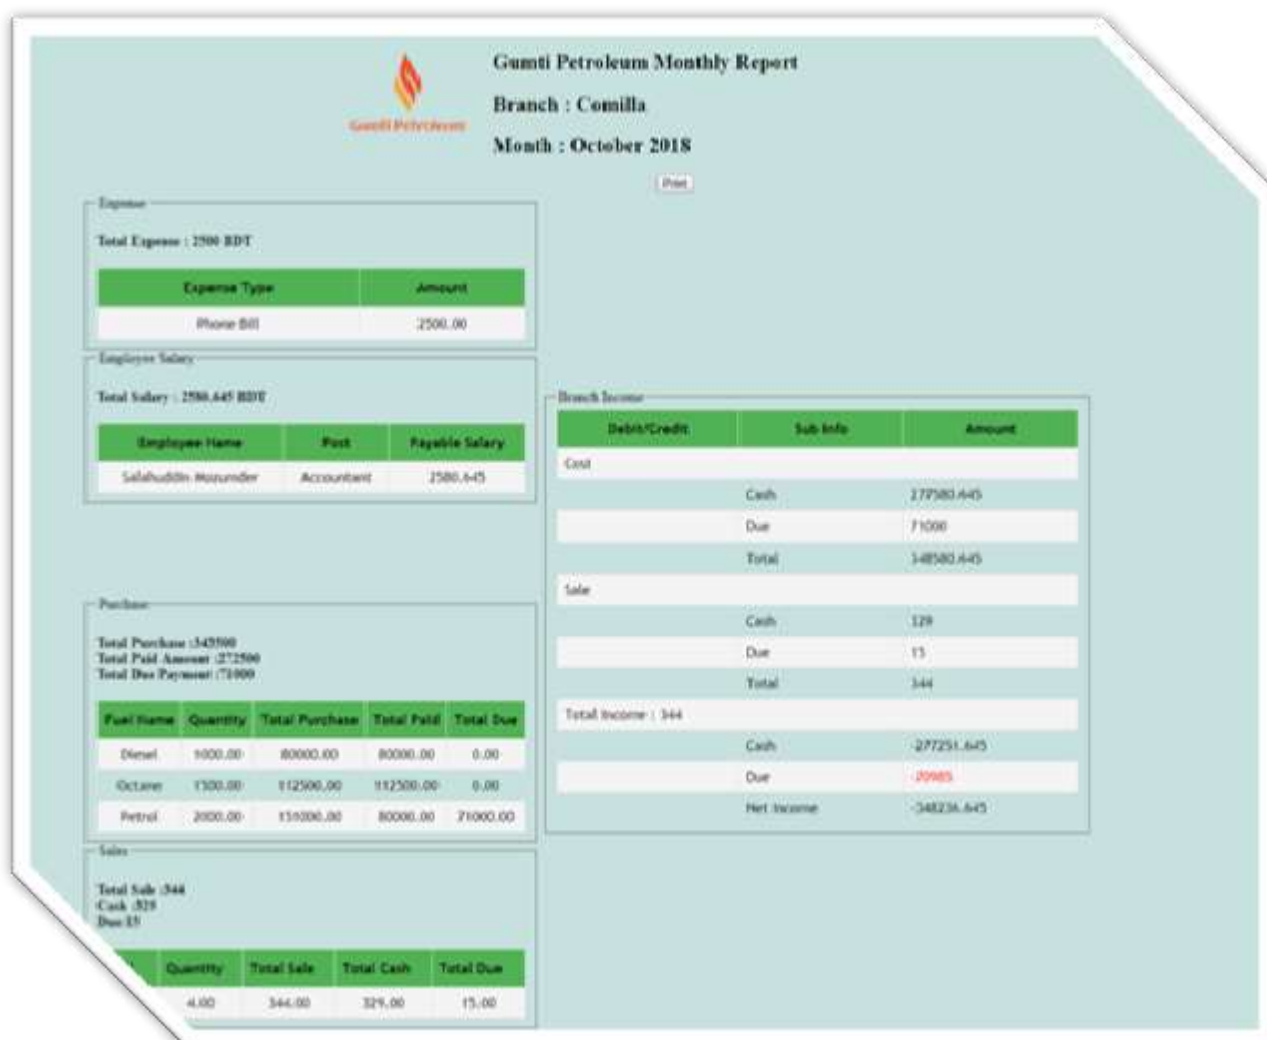 Gumti Petroleum Monthly Report
Gumti Petroleum
Branch : Comilla
Month : October 2018
Print
Expense
Total Expense : 2500 BDT
Expense Type Amount
Phone Bill 2500.00
Employee Salary
Total Salary : 2580.645 BDT
Employee Name Post Payable Salary
Salahuddin Mozumder Accountant 2580.645
Purchase
Total Purchase :343500
Total Paid Amount :272500
Total Due Payment :71000
Fuel Name Quantity Total Purchase Total Paid Total Due
Diesel 1000.00 80000.00 80000.00 0.00
Octane 1500.00 112500.00 112500.00 0.00
Petrol 2000.00 151000.00 80000.00 71000.00
Sales
Total Sale :344
Cash :329
Due:15
Quantity Total Sale Total Cash Total Due
4.00 344.00 329.00 15.00
Branch Income
Debit/Credit Sub Info Amount
Cost
Cash 277580.645
Due 71000
Total 348580.645
Sale
Cash 329
Due 15
Total 344
Total Income : 344
Cash -277251.645
Due -70985
Net Income -348236.645